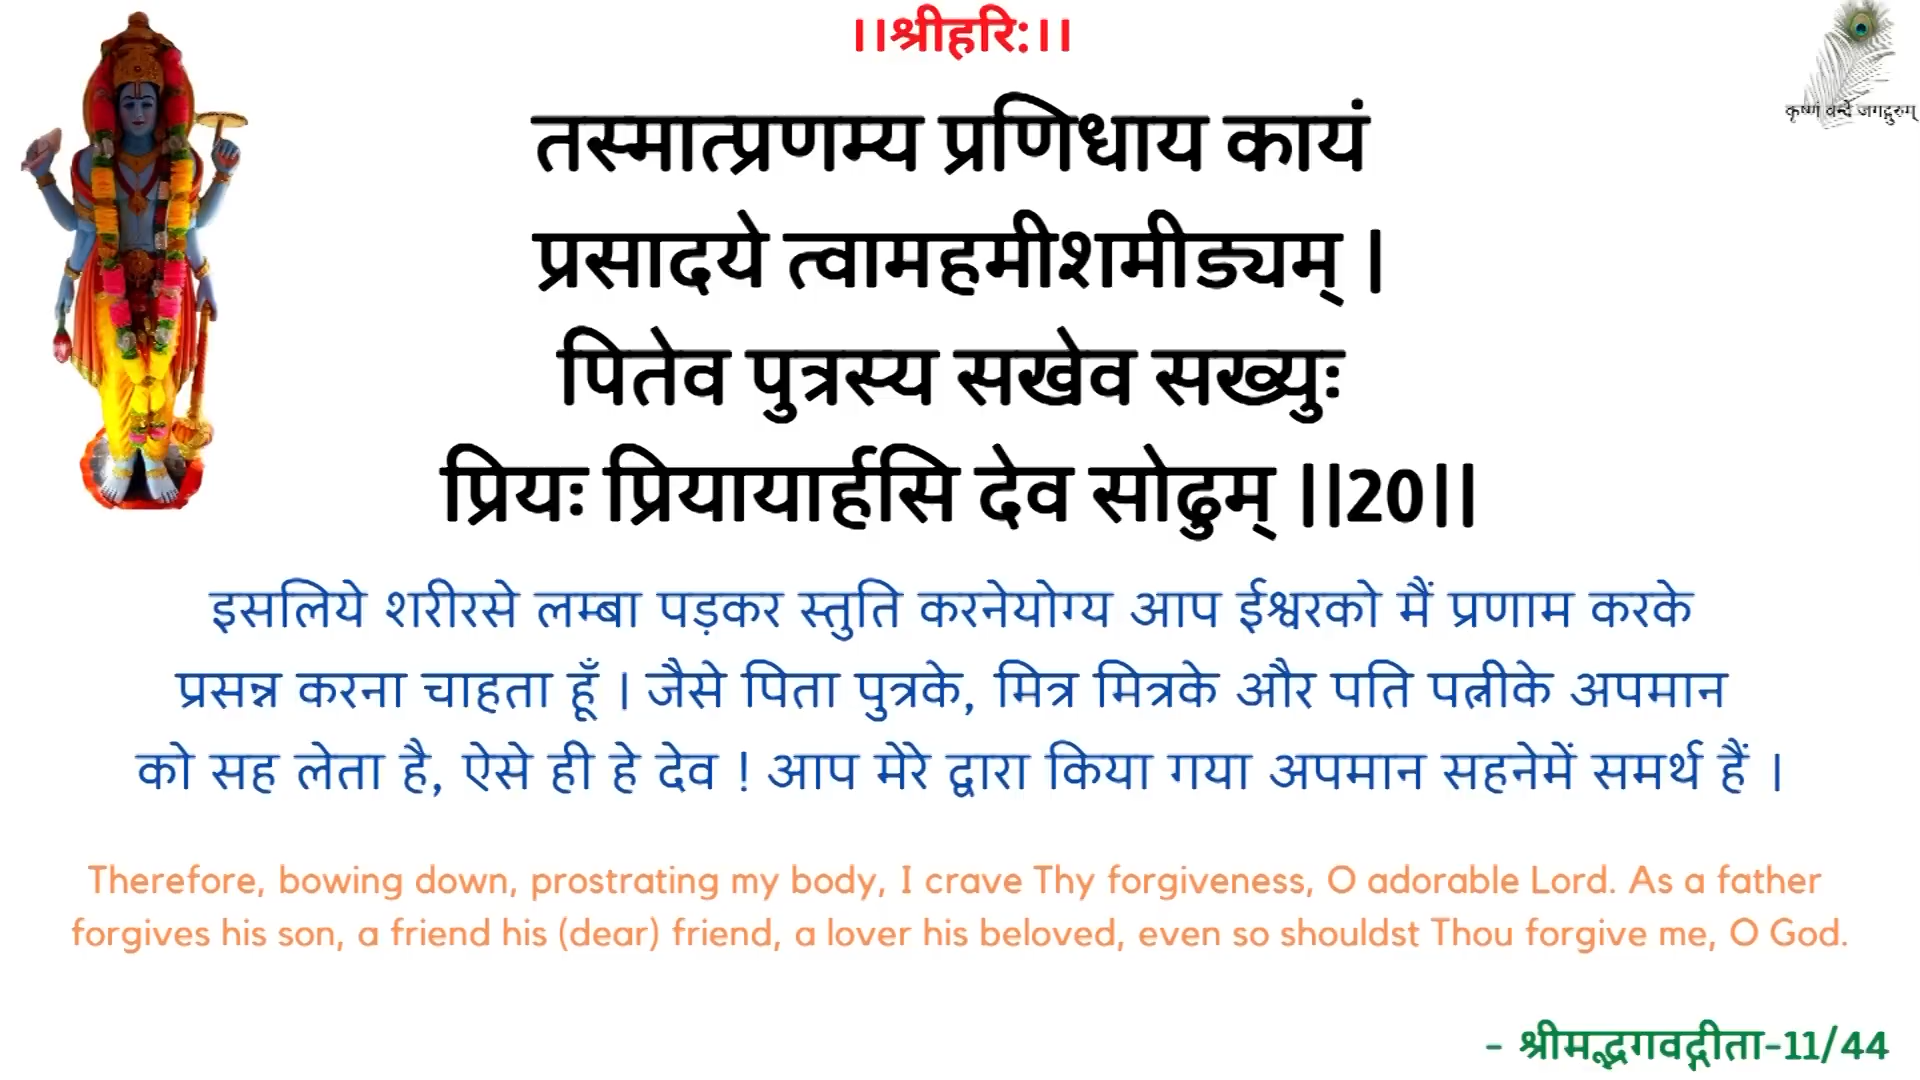 ।।श्रीहरि:।।
कृष्णं वन्दे जगद्गुरुम्
तस्मात्प्रणम्य प्रणिधाय कायं
प्रसादये त्वामहमीशमीड्यम् |
पितेव पुत्रस्य सखेव सख्युः
प्रियः प्रियायार्हसि देव सोढुम् ||20||
इसलिये शरीरसे लम्बा पड़कर स्तुति करनेयोग्य आप ईश्वरको मैं प्रणाम करके
प्रसन्न करना चाहता हूँ । जैसे पिता पुत्रके, मित्र मित्रके और पति पत्नीके अपमान
को सह लेता है, ऐसे ही हे देव ! आप मेरे द्वारा किया गया अपमान सहनेमें समर्थ हैं ।
Therefore, bowing down, prostrating my body, I crave Thy forgiveness, O adorable Lord. As a father
forgives his son, a friend his (dear) friend, a lover his beloved, even so shouldst Thou forgive me, O God.
- श्रीमद्भगवद्गीता-11/44